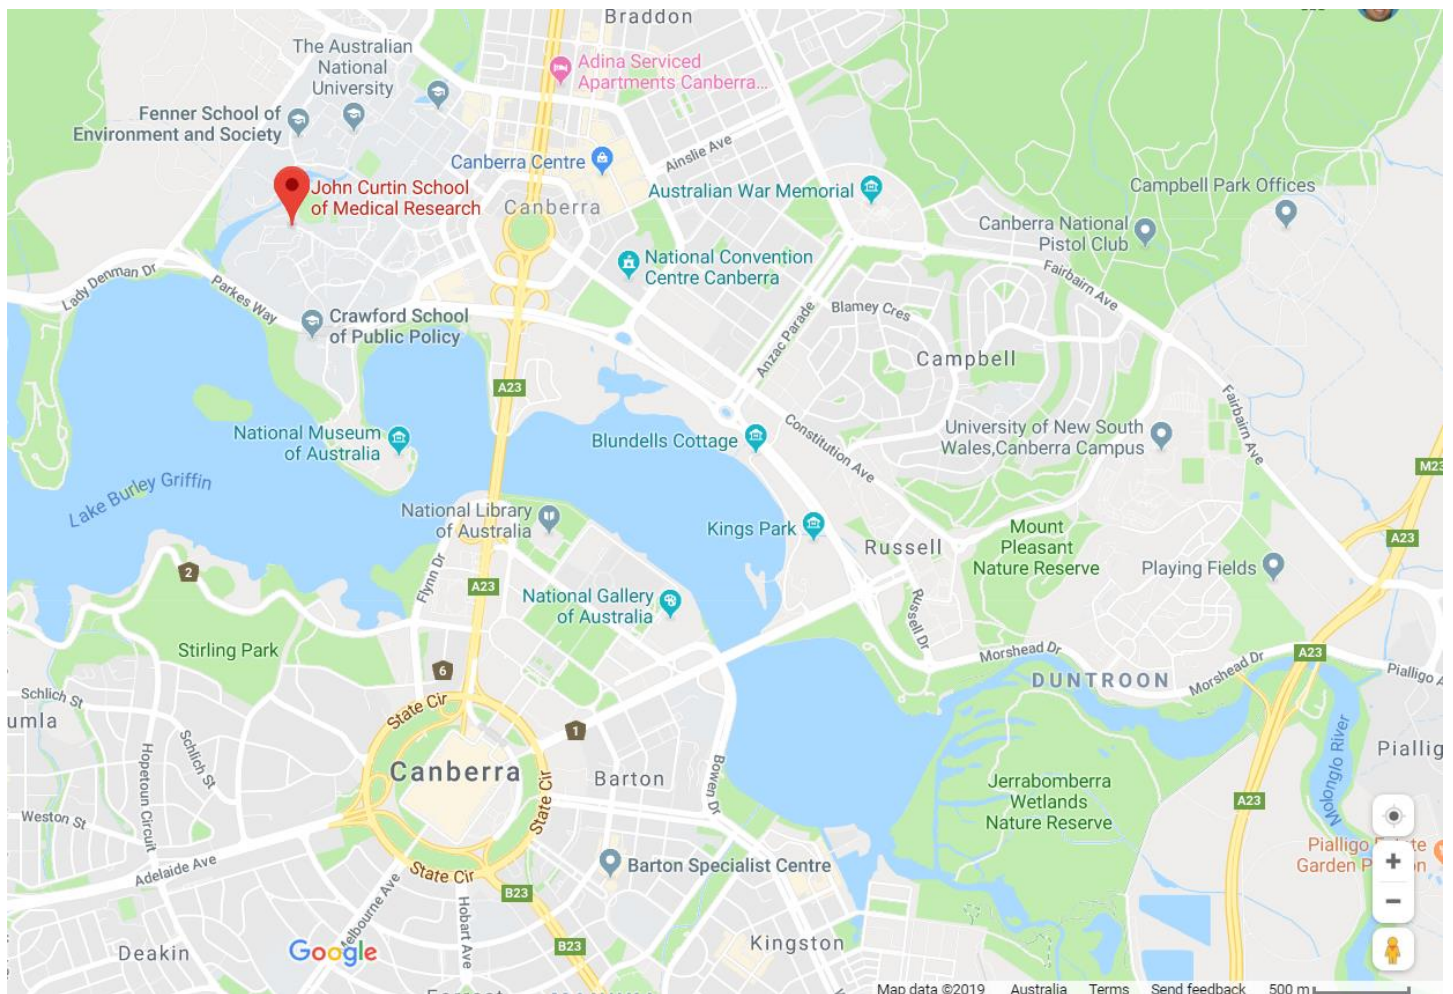 Braddon
The Australian
National
University
Adina Serviced
Apartments Canberra...
Fenner School of
Environment and Society
Canberra Centre
Ainslie Ave
John Curtin School
of Medical Research
Canberra
Australian War Memorial
Campbell Park Offices
Canberra National
Pistol Club
National Convention
Centre Canberra
Lady Denman Dr
Parkes Way
Fairbairn Ave
Crawford School
of Public Policy
Blamey Cres
Anzac Parade
Campbell
A23
National Museum
of Australia
Blundells Cottage
Constitution Ave
University of New South
Wales,Canberra Campus
Fairbairn Ave
M23
Lake Burley Griffin
National Library
of Australia
Kings Park
Russell
Mount
Pleasant
Nature Reserve
A23
Playing Fields
2
Flynn Dr
A23
National Gallery
of Australia
Russell Dr
Stirling Park
6
Morshead Dr
DUNTROON
Morshead Dr
A23
Pialligo A
Schlich St
umla
State Cir
1
Hopetoun Circuit
Schlich St
Canberra
State Cir
Barton
Bowen Dr
Jerrabomberra
Wetlands
Nature Reserve
Molonglo River
Piallig
A23
Weston St
Adelaide Ave
State Cir
Barton Specialist Centre
B23
Melbourne Ave
Hobart Ave
Deakin
Google
B23
Kingston
Map data ©2019 Australia Terms Send feedback 500 m